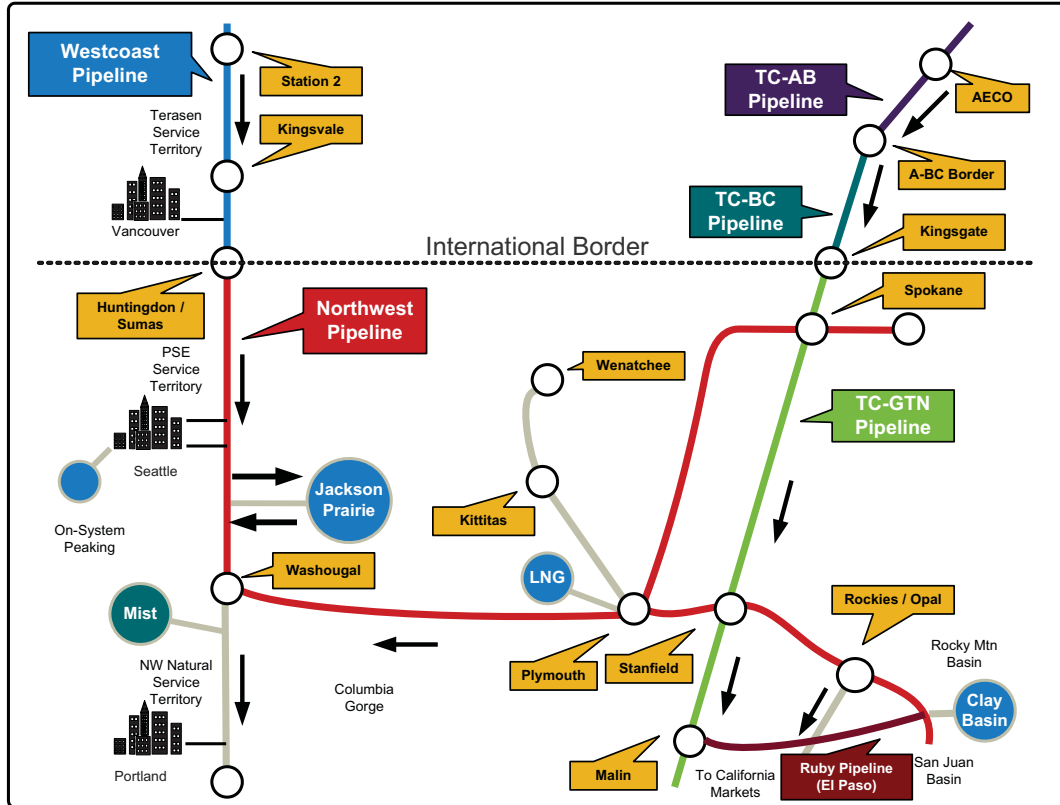 Westcoast
Pipeline
Station 2
TC-AB
Pipeline
AECO
Terasen
Service
Territory
Kingsvale
A-BC Border
Vancouver
TC-BC
Pipeline
Kingsgate
International Border
Huntingdon /
Sumas
Northwest
Pipeline
Spokane
PSE
Service
Territory
Wenatchee
TC-GTN
Pipeline
Seattle
Jackson
Prairie
Kittitas
On-System
Peaking
Washougal
LNG
Mist
Rockies / Opal
Plymouth
Stanfield
Rocky Mtn
Basin
NW Natural
Service
Territory
Columbia
Gorge
Clay
Basin
Portland
Malin
To California
Markets
Ruby Pipeline
(El Paso)
San Juan
Basin